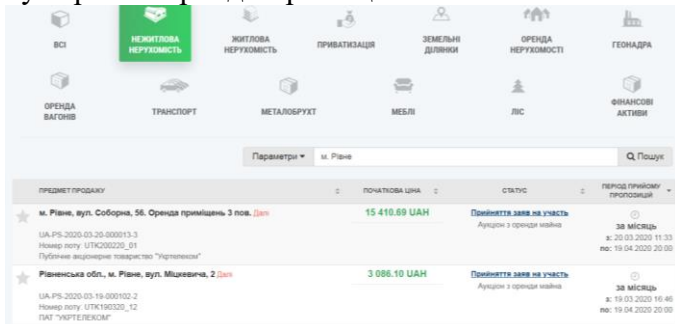 ВСІ
НЕЖИТЛОВА НЕРУХОМІСТЬ
ЖИТЛОВА НЕРУХОМІСТЬ
ПРИВАТИЗАЦІЯ
ЗЕМЕЛЬНІ ДІЛЯНКИ
ОРЕНДА НЕРУХОМОСТІ
ГЕОНАДРА
ОРЕНДА ВАГОНІВ
ТРАНСПОРТ
МЕТАЛОБРУХТ
МЕБЛІ
ЛІС
ФІНАНСОВІ АКТИВИ
Параметри м. Рівне Пошук
ПРЕДМЕТ ПРОДАЖУ ПОЧАТКОВА ЦІНА СТАТУС ПЕРІОД ПРИЙОМУ ПРОПОЗИЦІЙ
м. Рівне, вул. Соборна, 56. Оренда приміщень 3 пов. Далі 15 410.69 UAH Прийняття заяв на участь
Аукціон з оренди майна за місяць
UA-PS-2020-03-20-000013-3 з: 20.03.2020 11:33
Номер лоту: UTK200220_01 по: 19.04.2020 20:00
Публічне акціонерне товариство "Укртелеком"
Рівненська обл., м. Рівне, вул. Міцкевича, 2 Далі 3 086.10 UAH Прийняття заяв на участь
Аукціон з оренди майна за місяць
UA-PS-2020-03-19-000102-2 з: 19.03.2020 16:46
Номер лоту: UTK190320_12 по: 19.04.2020 20:00
ПАТ "УКРТЕЛЕКОМ"